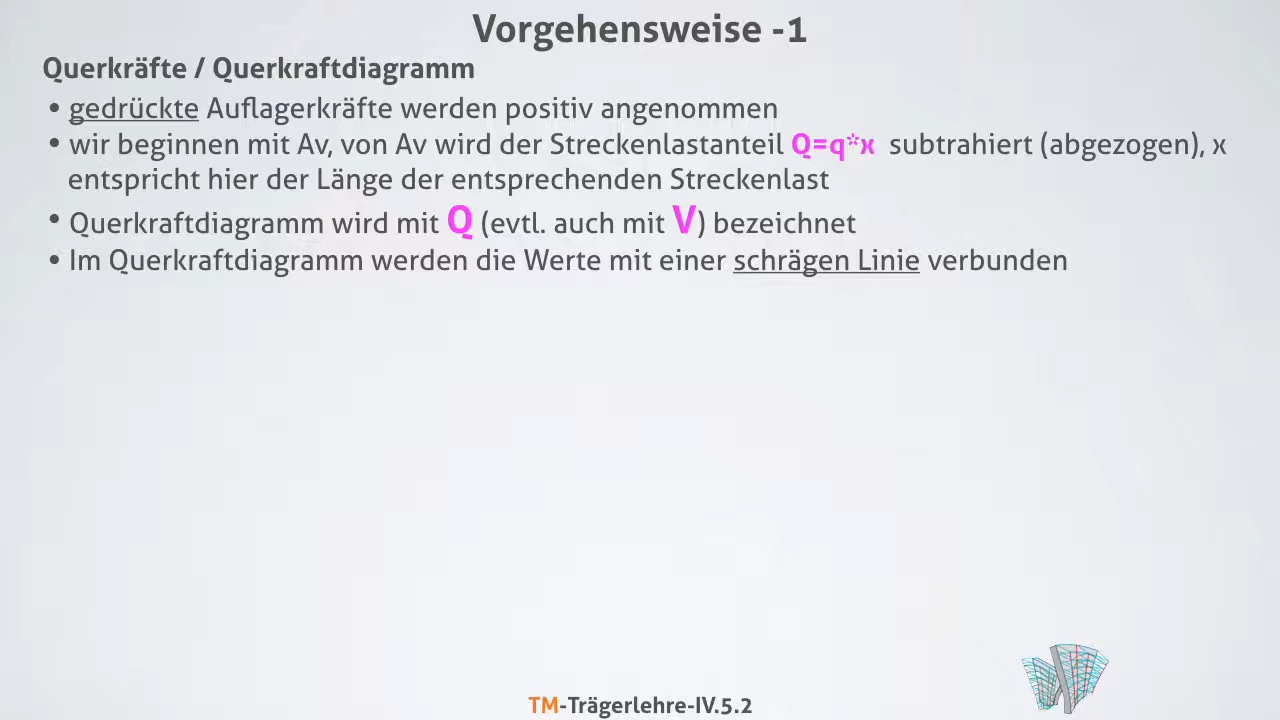 Vorgehensweise -1
Querkräfte / Querkraftdiagramm
• gedrückte Auflagerkräfte werden positiv angenommen
• wir beginnen mit Av, von Av wird der Streckenlastanteil Q=q*x subtrahiert (abgezogen), x
entspricht hier der Länge der entsprechenden Streckenlast
• Querkraftdiagramm wird mit Q (evtl. auch mit V) bezeichnet
• Im Querkraftdiagramm werden die Werte mit einer schrägen Linie verbunden
TM-Trägerlehre-IV.5.2